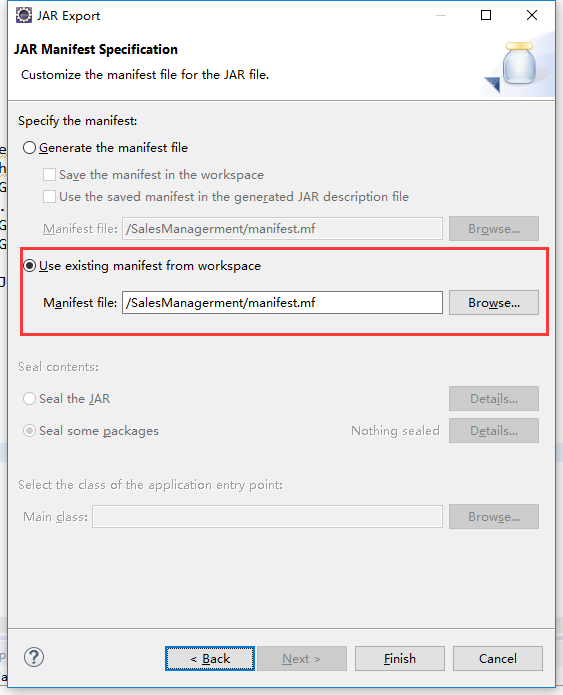 JAR Export
JAR Manifest Specification
Customize the manifest file for the JAR file.
Specify the manifest:
Generate the manifest file
Save the manifest in the workspace
Use the saved manifest in the generated JAR description file
Manifest file: /SalesManagerment/manifest.mf Browse...
Use existing manifest from workspace
Manifest file: /SalesManagerment/manifest.mf Browse...
Seal contents:
Seal the JAR Details...
Seal some packages Nothing sealed Details...
Select the class of the application entry point:
Main class: Browse...
< Back Next > Finish Cancel